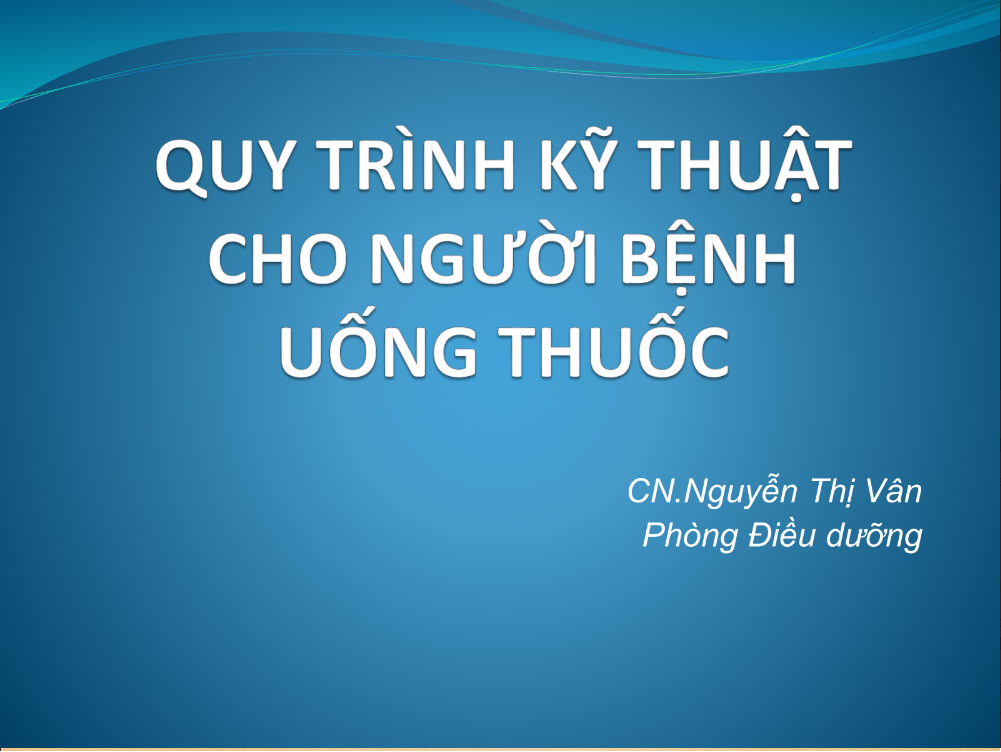 QUY TRÌNH KỸ THUẬT
CHO NGƯỜI BỆNH
UỐNG THUỐC
CN.Nguyễn Thị Vân
Phòng Điều dưỡng